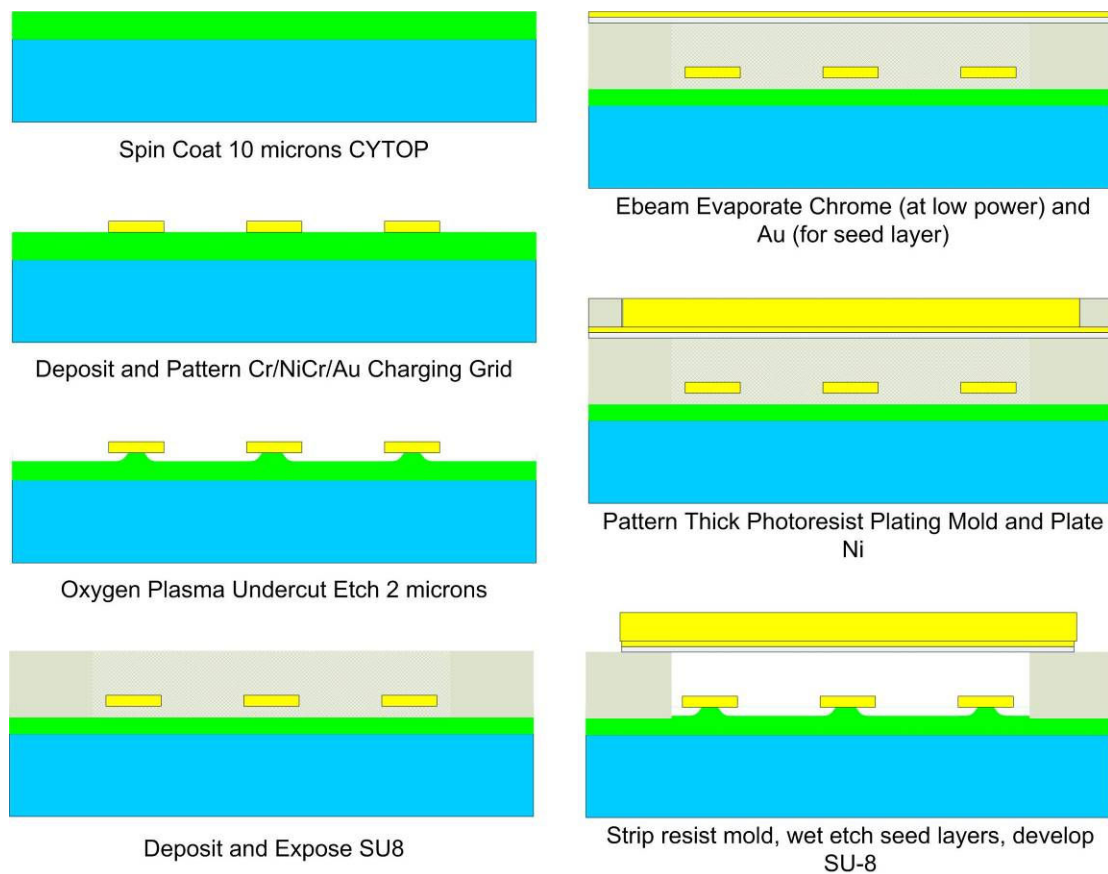 Spin Coat 10 microns CYTOP
Deposit and Pattern Cr/NiCr/Au Charging Grid
Oxygen Plasma Undercut Etch 2 microns
Deposit and Expose SU8
Ebeam Evaporate Chrome (at low power) and
Au (for seed layer)
Pattern Thick Photoresist Plating Mold and Plate
Ni
Strip resist mold, wet etch seed layers, develop
SU-8